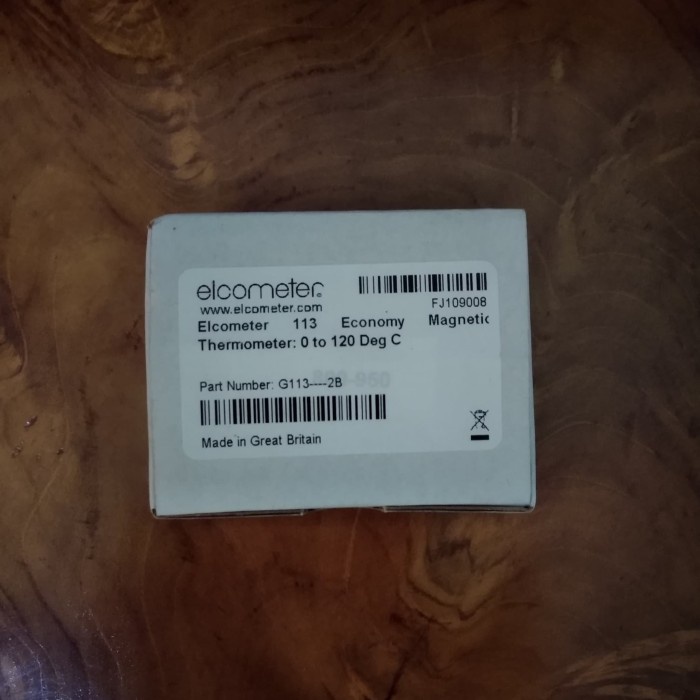 elcometer®
www.elcometer.com
FJ109008
Elcometer 113 Economy Magnetic
Thermometer: 0 to 120 Deg C
Part Number: G113----2B
Made in Great Britain